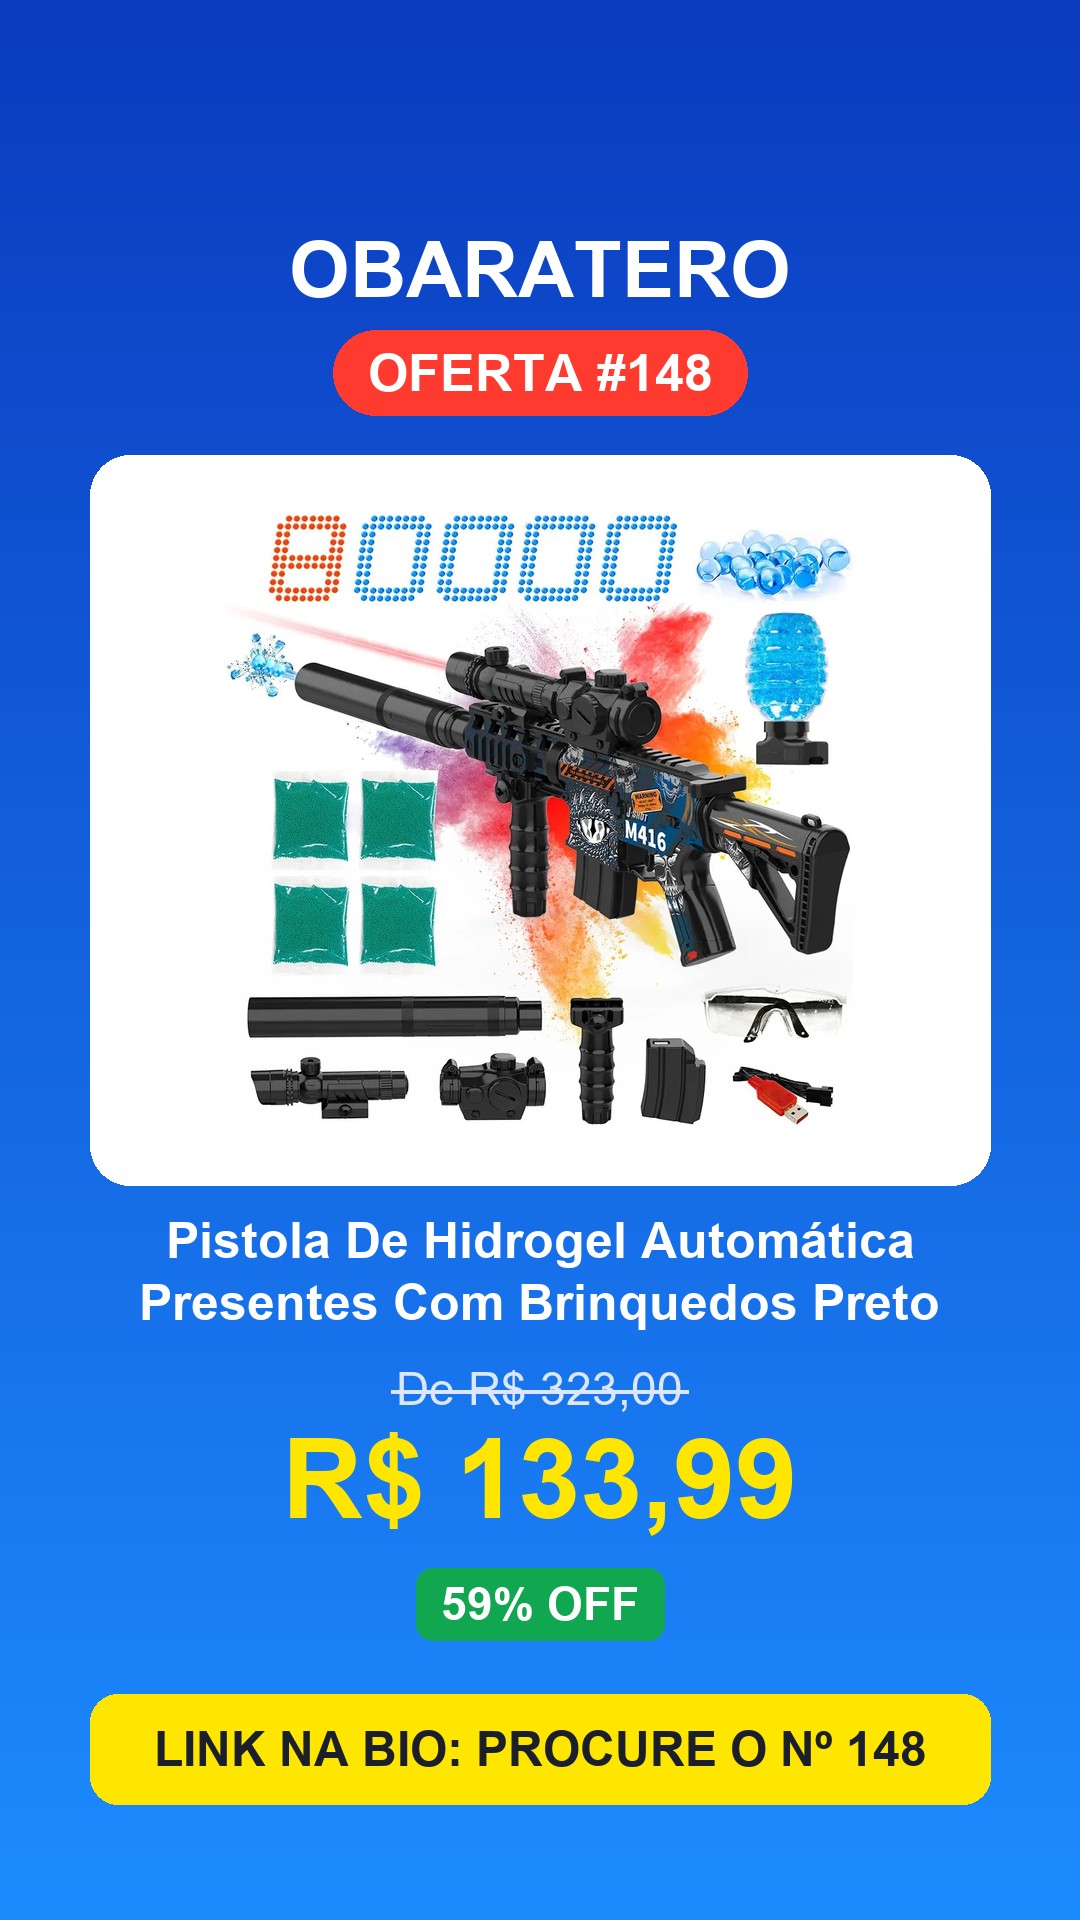 OBARATERO
OFERTA #148
80000
WARNING
M416
Pistola De Hidrogel Automática
Presentes Com Brinquedos Preto
De R$ 323,00
R$ 133,99
59% OFF
LINK NA BIO: PROCURE O Nº 148